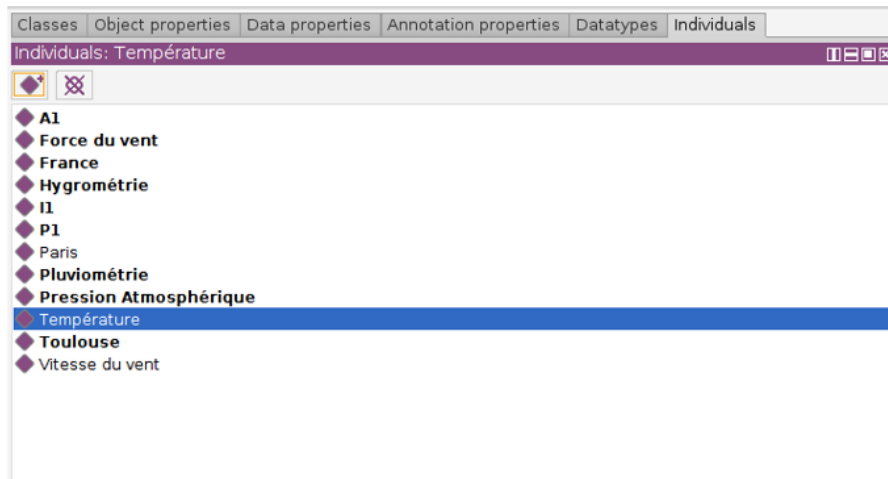 Classes Object properties Data properties Annotation properties Datatypes Individuals
Individuals: Température
A1
Force du vent
France
Hygrométrie
I1
P1
Paris
Pluviométrie
Pression Atmosphérique
Température
Toulouse
Vitesse du vent